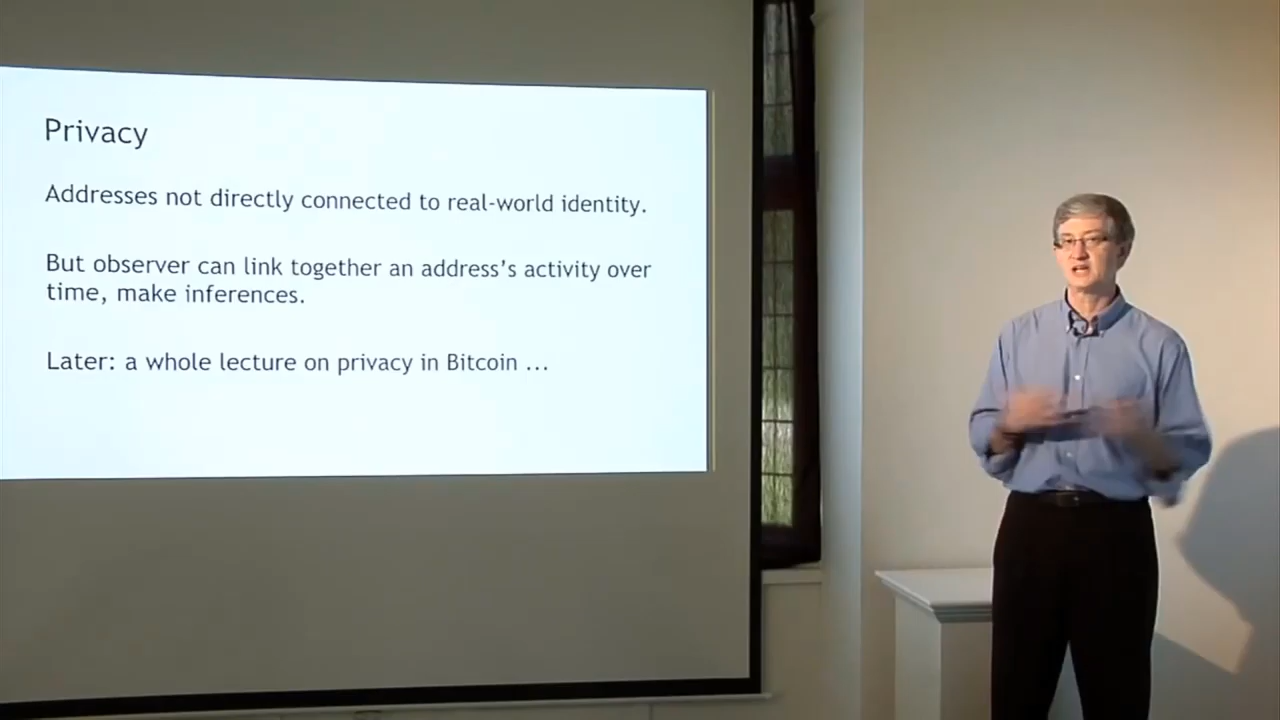 Privacy
Addresses not directly connected to real-world identity.
But observer can link together an address's activity over
time, make inferences.
Later: a whole lecture on privacy in Bitcoin ...